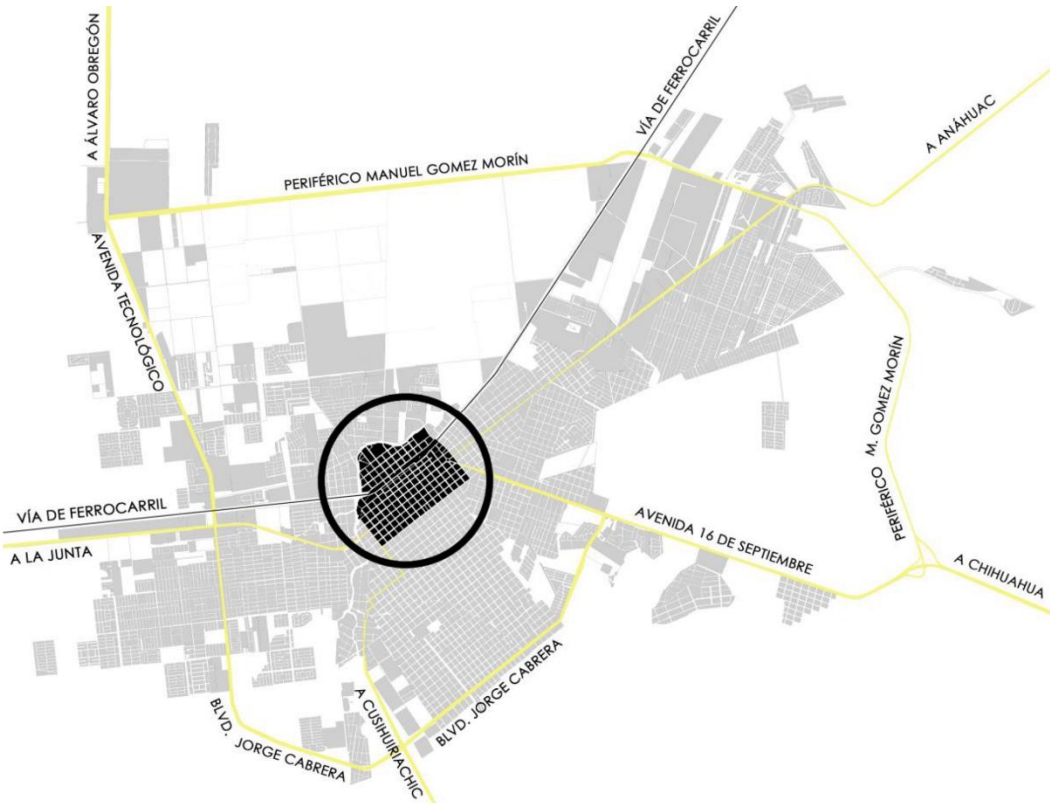 A ÁLVARO OBREGÓN
VÍA DE FERROCARRIL
A ANÁHUAC
PERIFÉRICO MANUEL GOMEZ MORÍN
AVENIDA TECNOLÓGICO
PERIFÉRICO M. GOMEZ MORÍN
VÍA DE FERROCARRIL
A LA JUNTA
AVENIDA 16 DE SEPTIEMBRE
A CHIHUAHUA
BLVD. JORGE CABRERA
A CUSIHUIRIACHIC
BLVD. JORGE CABRERA